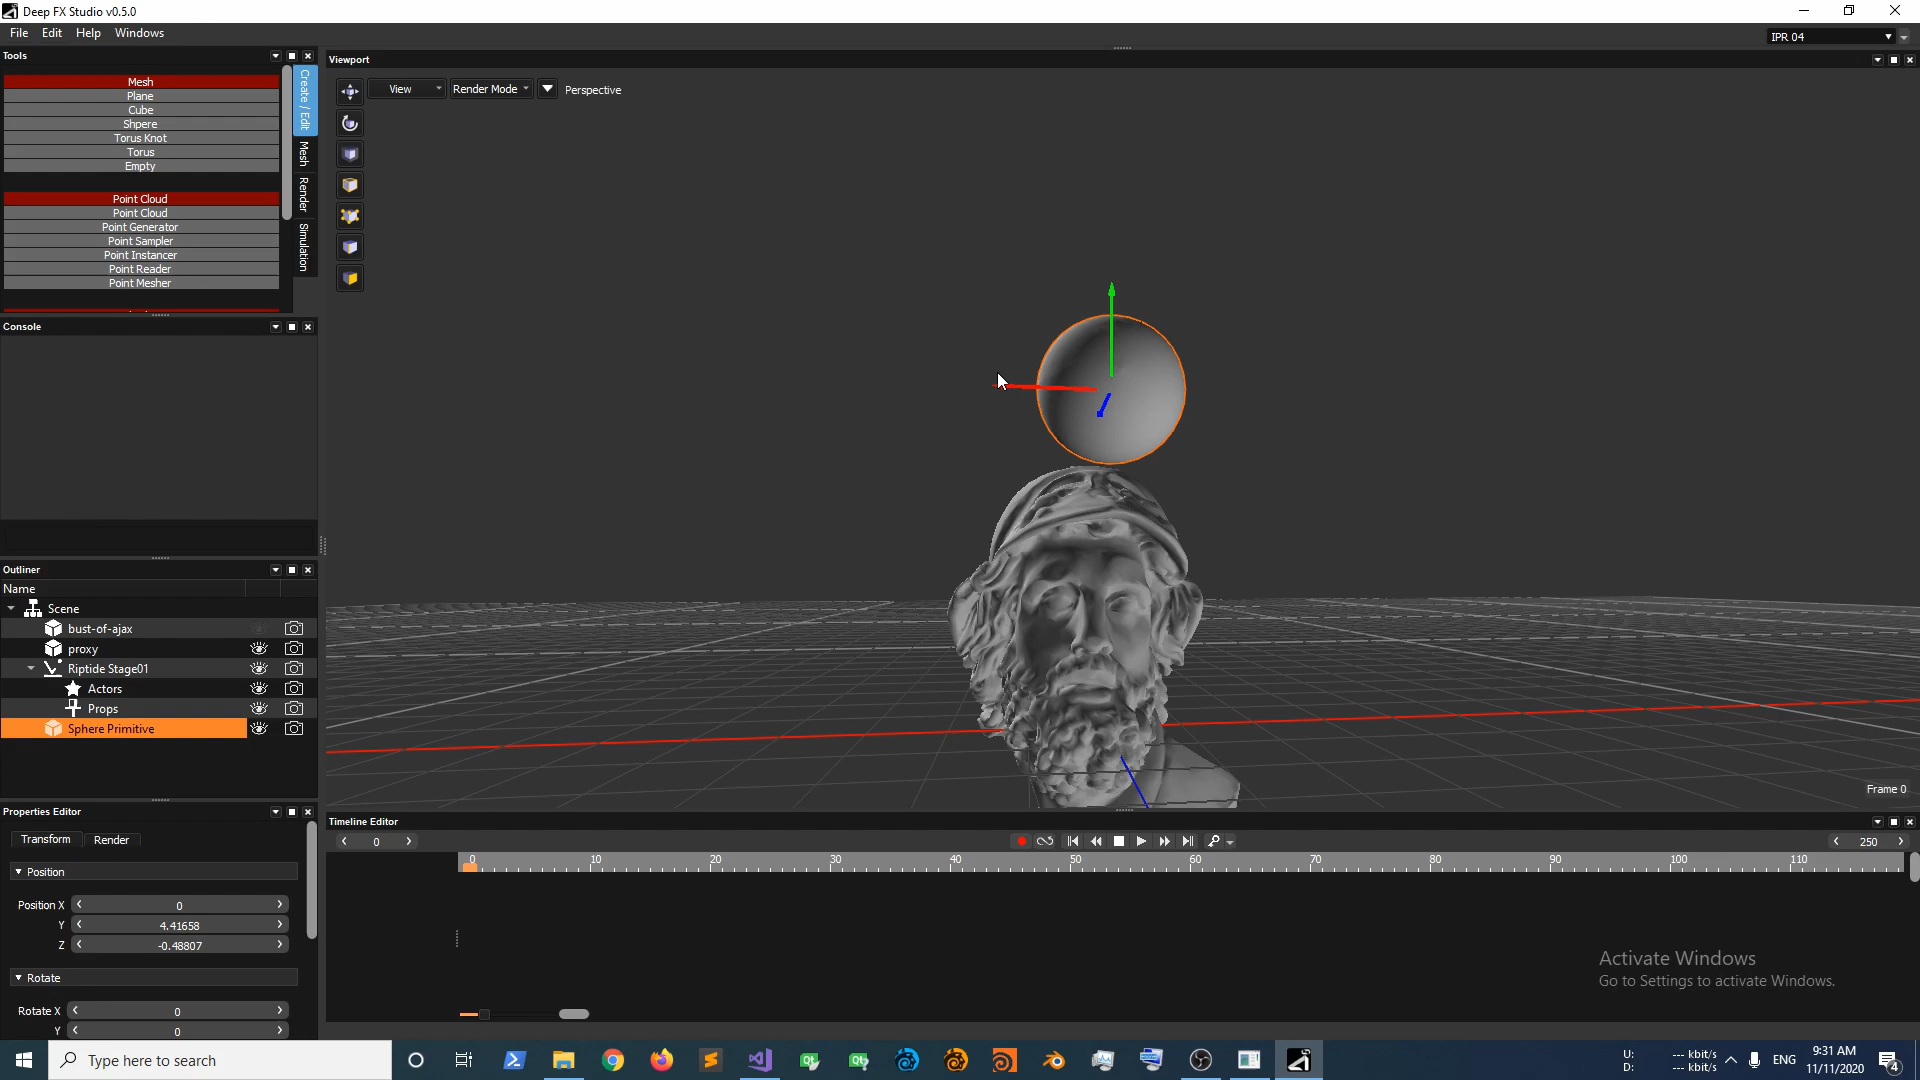 Deep FX Studio v0.5.0
File Edit Help Windows
IPR 04
Tools
Mesh
Plane
Cube
Shpere
Torus Knot
Torus
Empty
Point Cloud
Point Cloud
Point Generator
Point Sampler
Point Instancer
Point Reader
Point Mesher
Create / Edit
Mesh
Render
Simulation
Console
Outliner
Name
Scene
bust-of-ajax
proxy
Riptide Stage01
Actors
Props
Sphere Primitive
Properties Editor
Transform Render
Position
Position X 0
Y 4.41658
Z -0.48807
Rotate
Rotate X 0
Y 0
Viewport
View Render Mode Perspective
Frame 0
Timeline Editor
0 250
0 10 20 30 40 50 60 70 80 90 100 110
Activate Windows
Go to Settings to activate Windows.
Type here to search
U: --- kbit/s
D: --- kbit/s
ENG
9:31 AM
11/11/2020
4